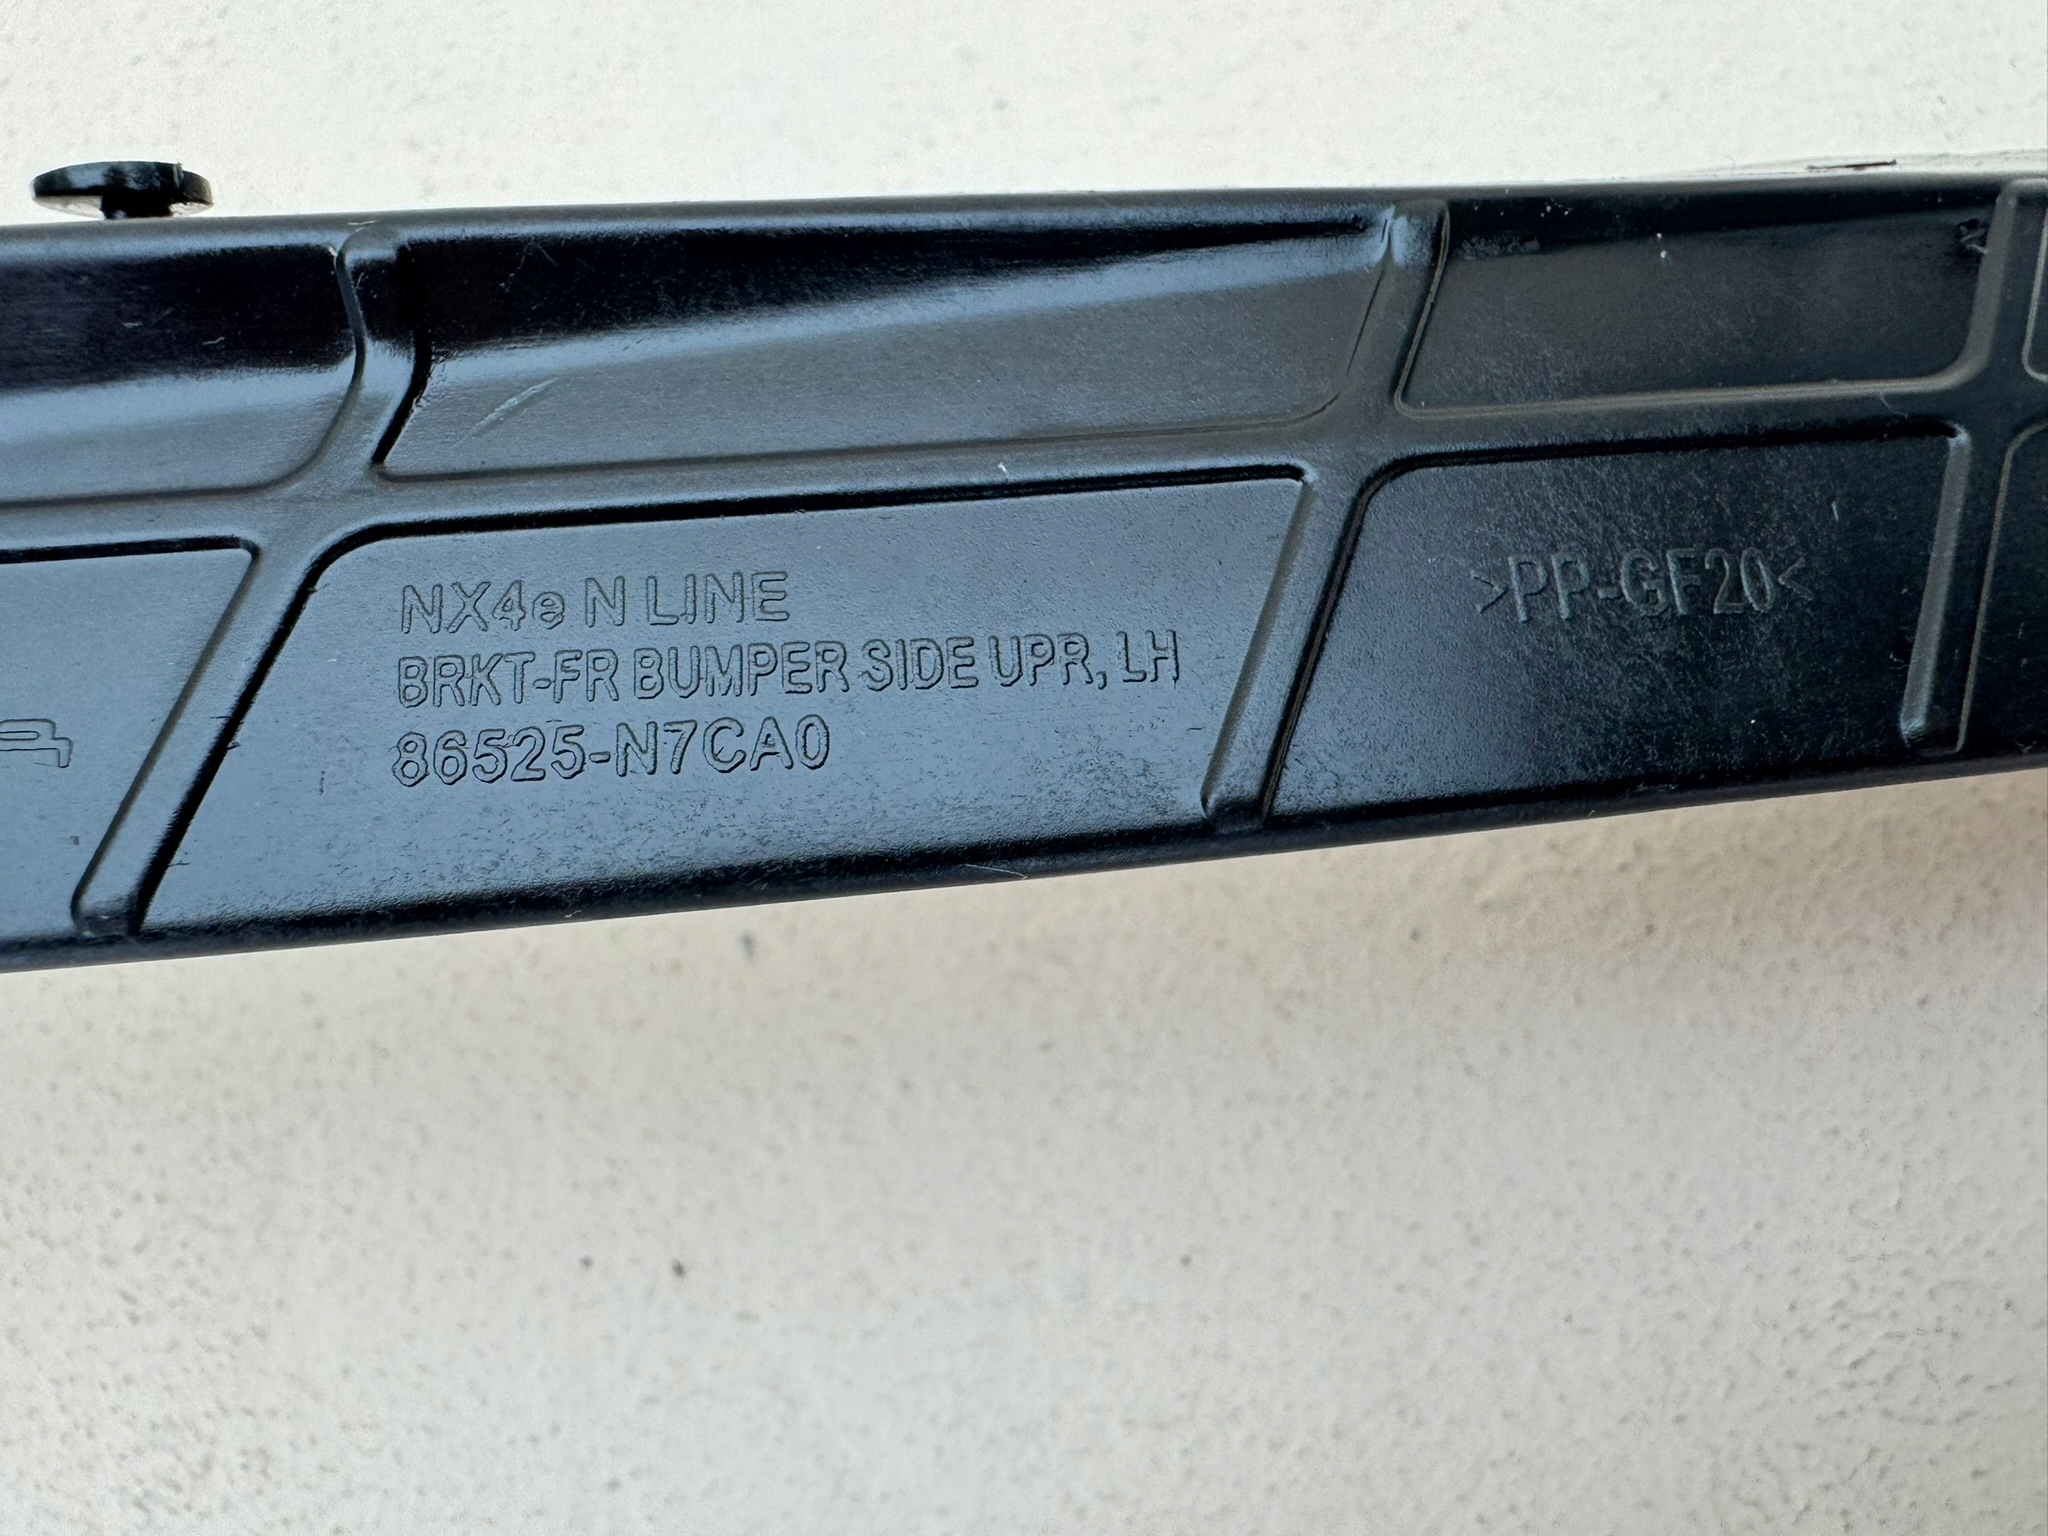 NX4e N LINE
BRKT-FR BUMPER SIDE UPR, LH
86525-N7CA0
>PP-GF20<